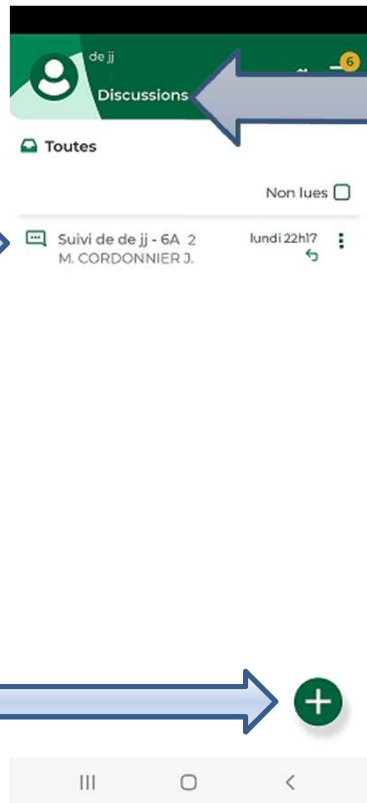 de jj
6
Discussions
Toutes
Non lues
Suivi de de jj - 6A 2
lundi 22h17
M. CORDONNIER J.